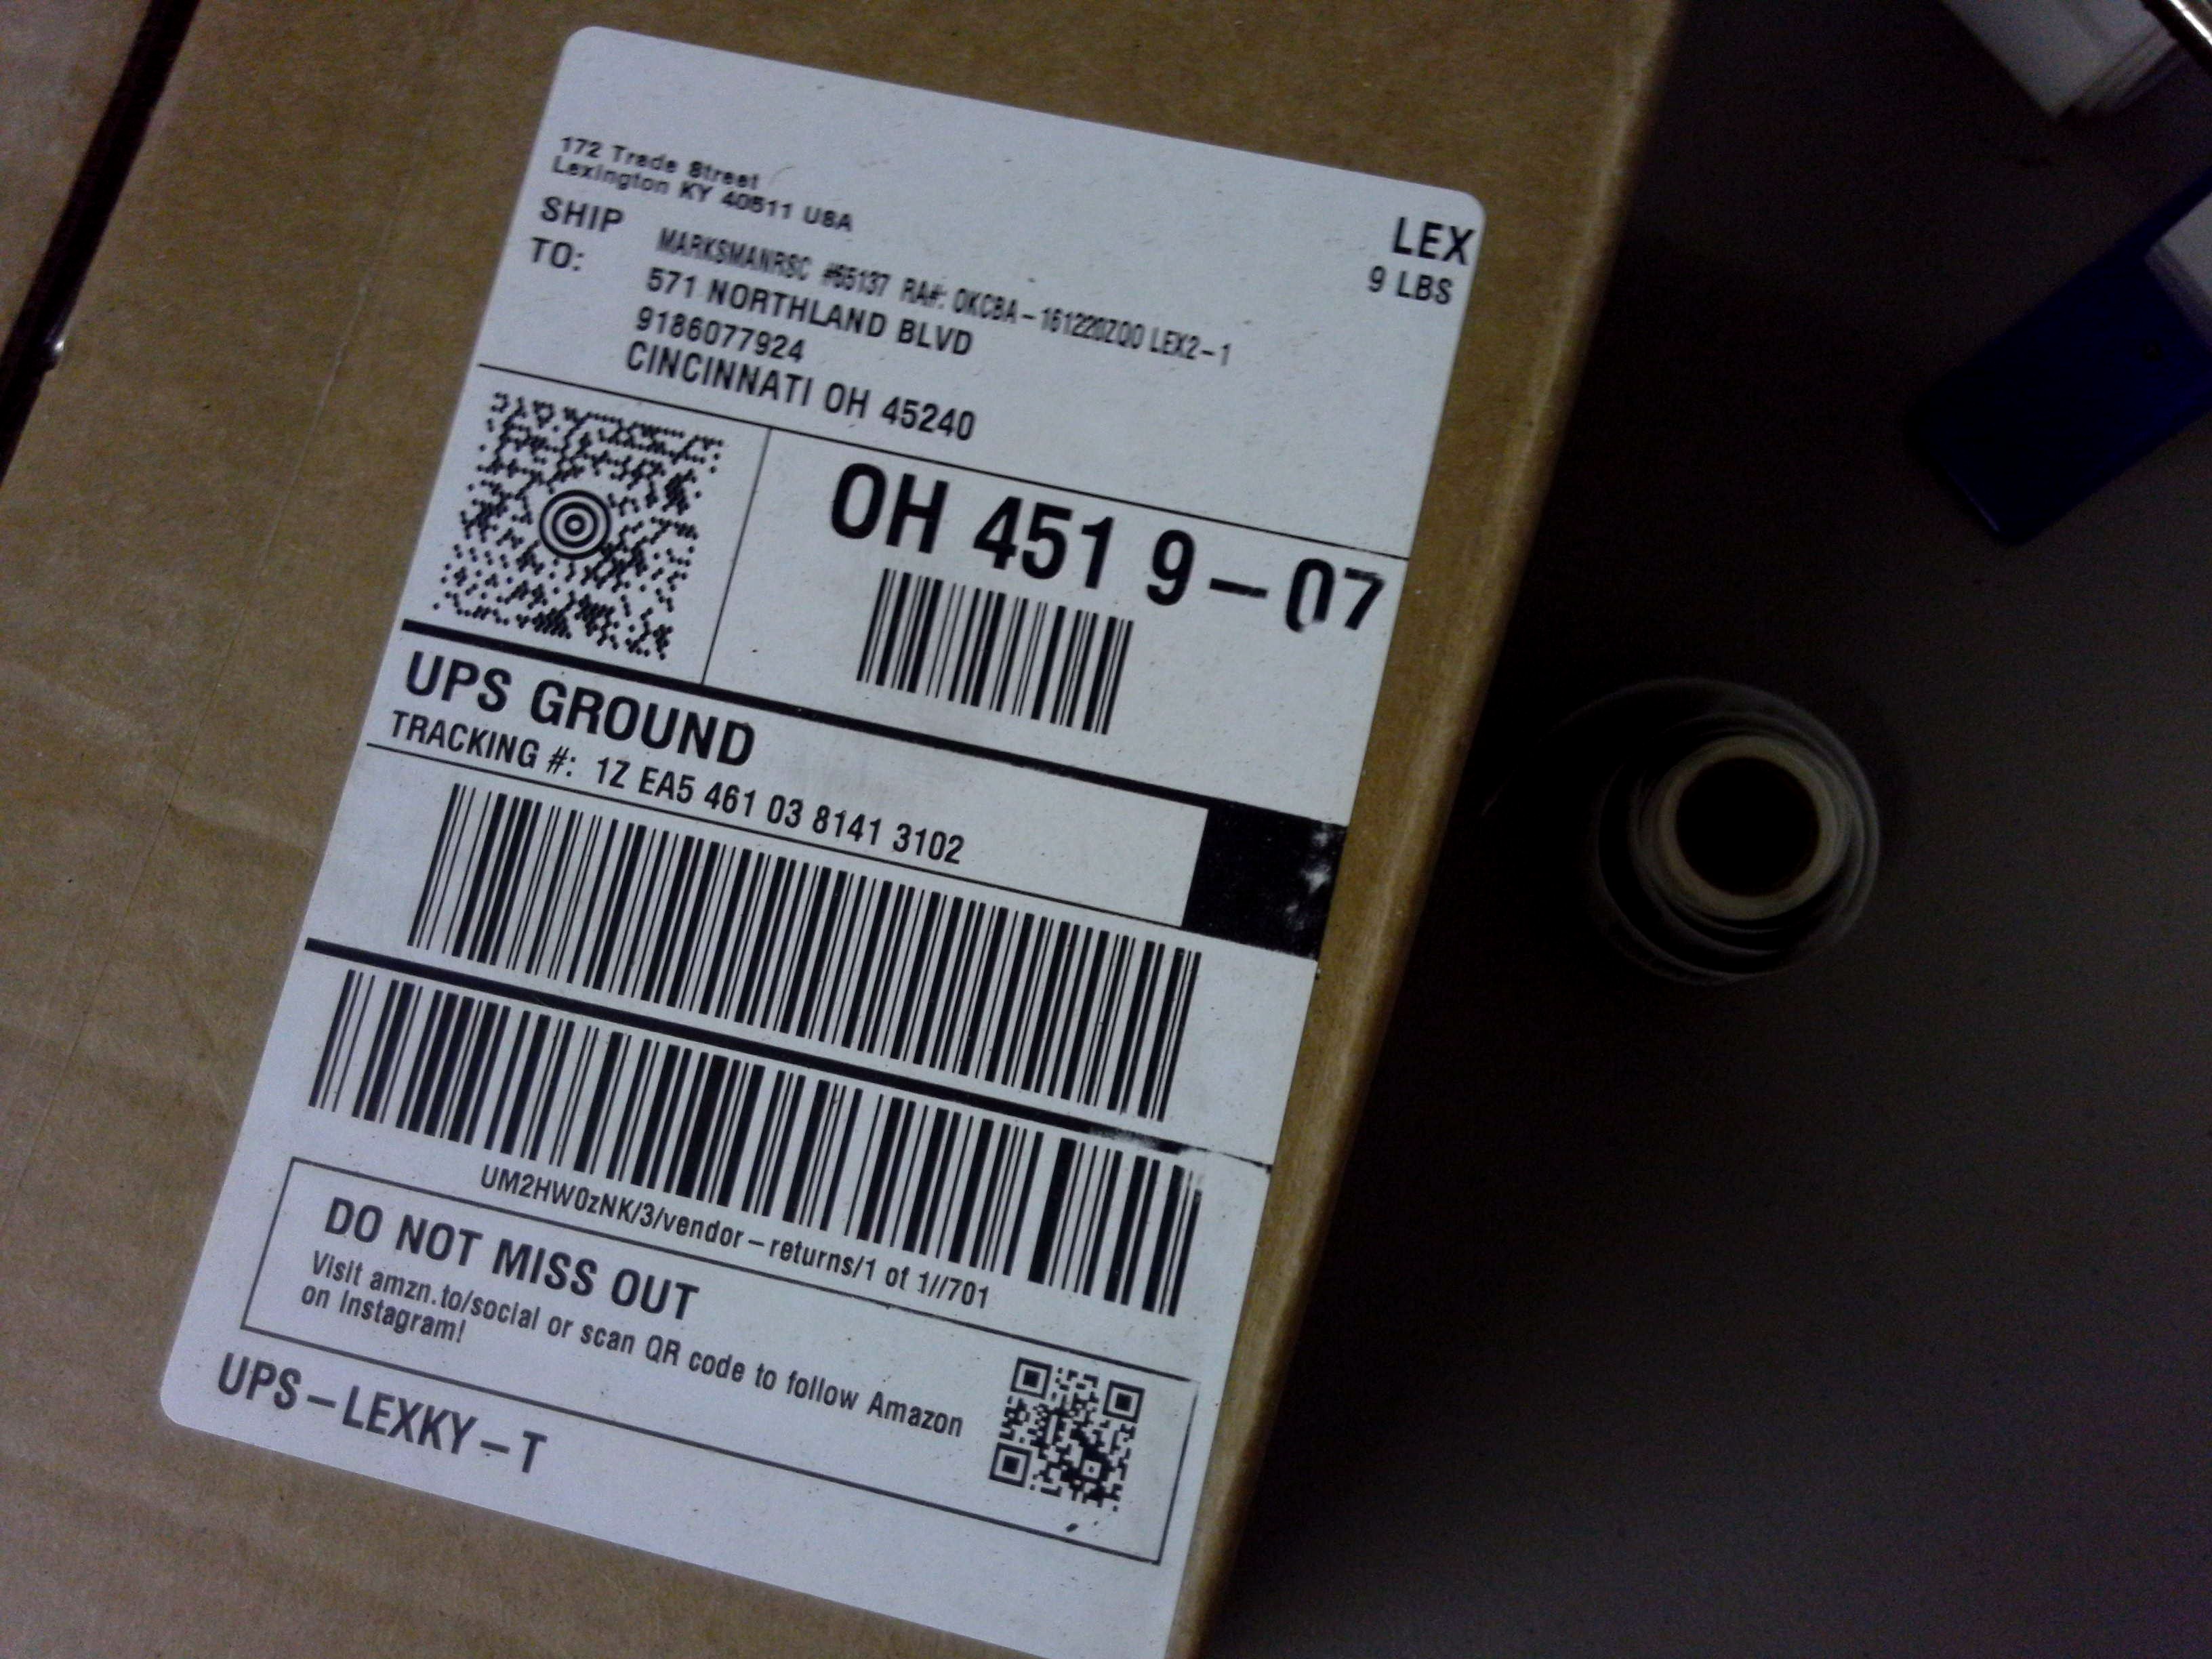 172 Trade Street
Lexington KY 40511 USA
LEX
9 LBS
SHIP
TO:
MARKSMANRSC #55137 RA#: OKCBA-161220ZQO LEX2-1
571 NORTHLAND BLVD
9186077924
CINCINNATI OH 45240
OH 451 9-07
UPS GROUND
TRACKING #: 1Z EA5 461 03 8141 3102
UM2HW0zNK/3/vendor-returns/1 of 1//701
DO NOT MISS OUT
Visit amzn.to/social or scan QR code to follow Amazon
on Instagram!
UPS-LEXKY-T